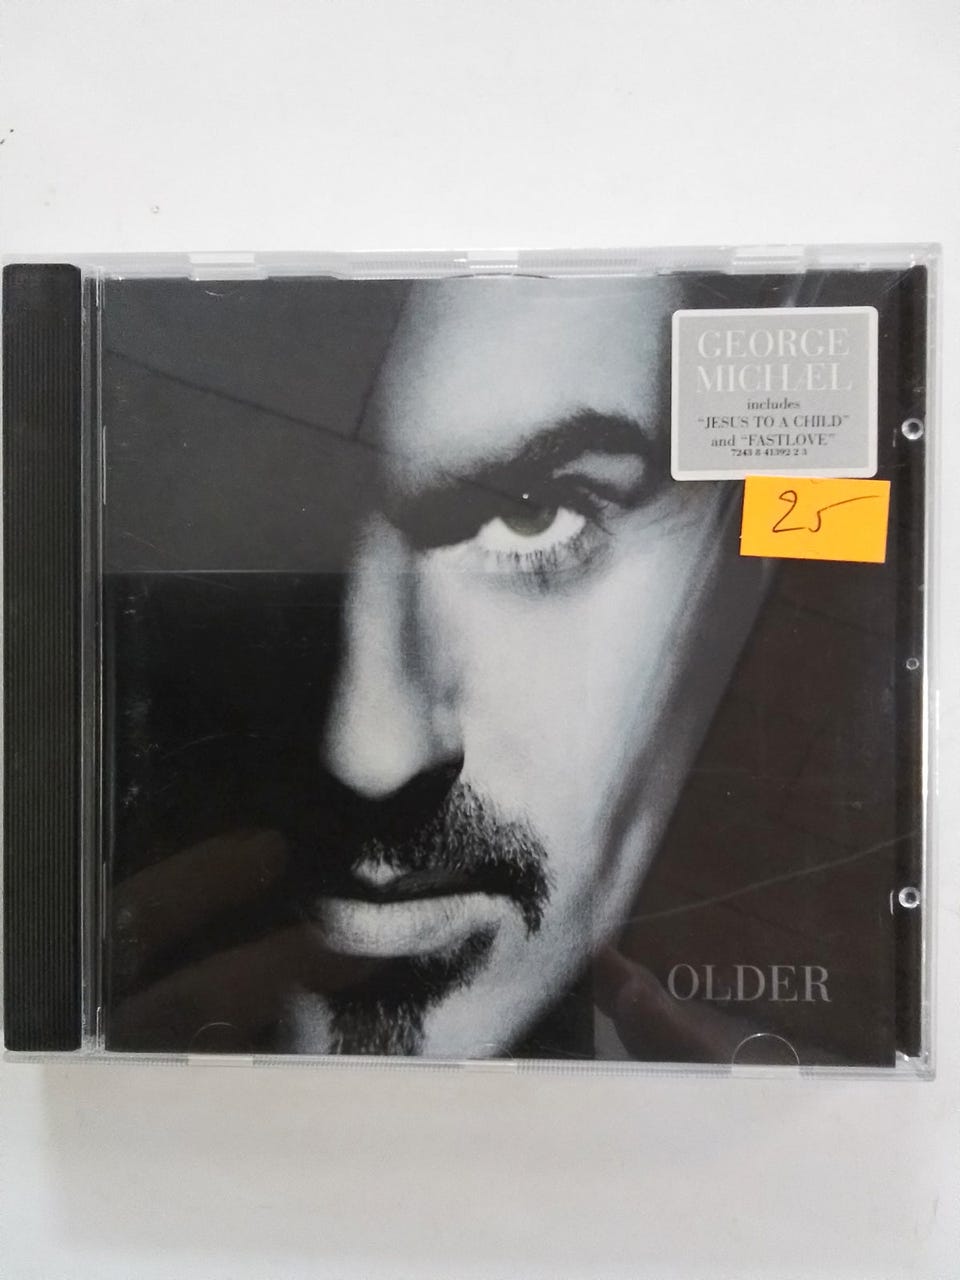 GEORGE
MICHÆL
includes
"JESUS TO A CHILD"
and "FASTLOVE"
7243 8 41392 2 3
25
OLDER